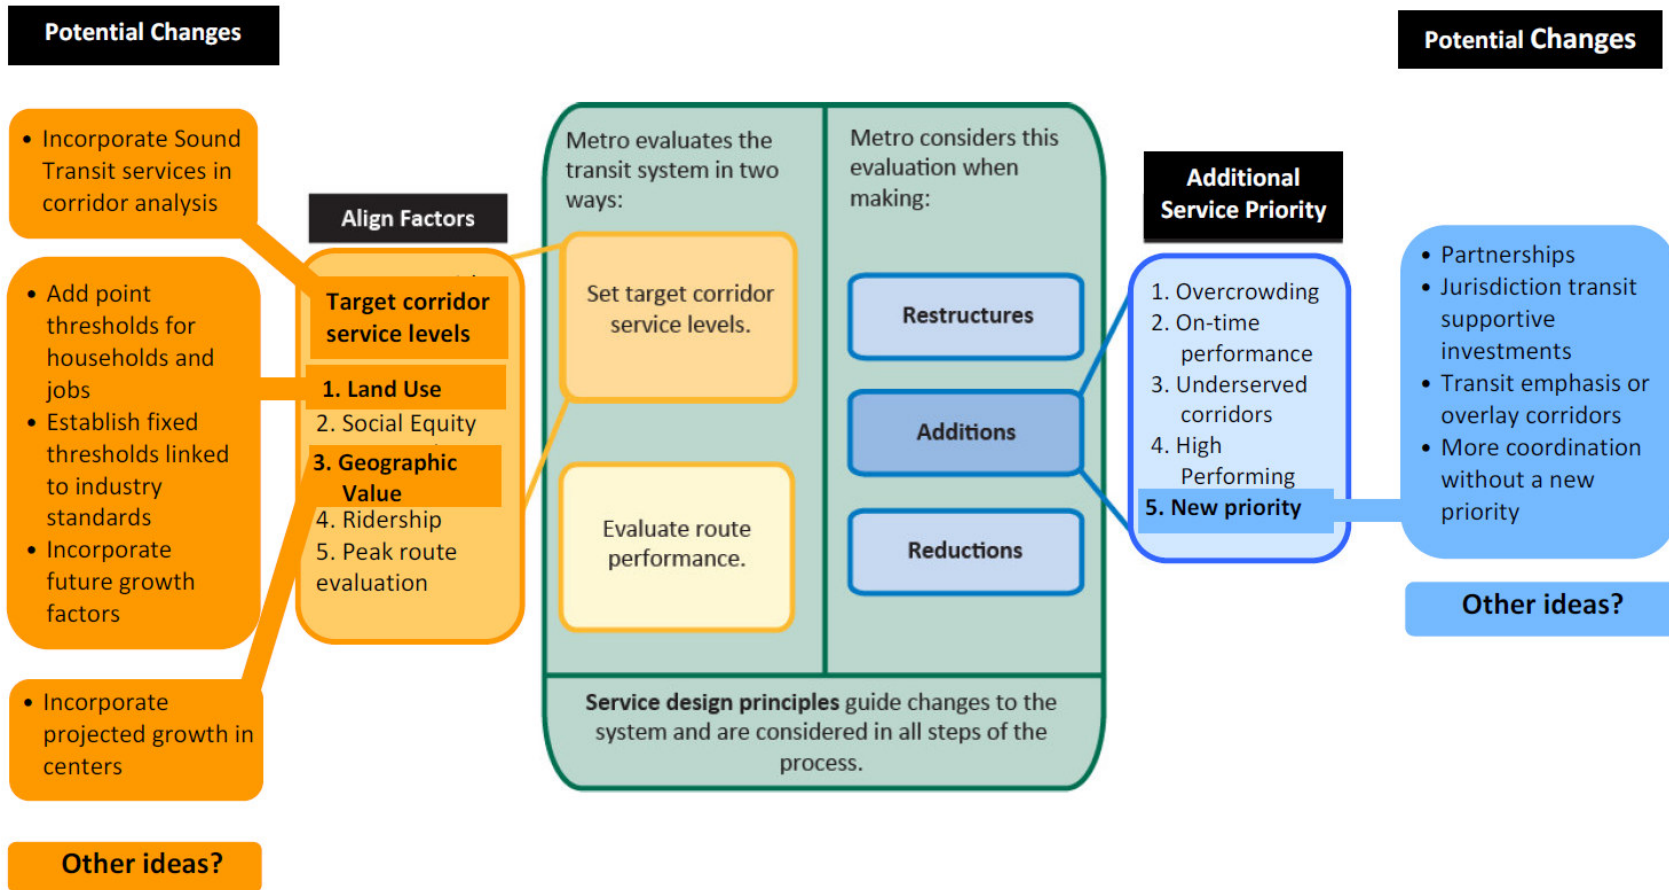 Potential Changes
• Incorporate Sound
Transit services in
corridor analysis
• Add point
thresholds for
households and
jobs
• Establish fixed
thresholds linked
to industry
standards
• Incorporate
future growth
factors
• Incorporate
projected growth in
centers
Other ideas?
Align Factors
Target corridor
service levels
1. Land Use
2. Social Equity
3. Geographic
Value
4. Ridership
5. Peak route
evaluation
Metro evaluates the
transit system in two
ways:
Set target corridor
service levels.
Evaluate route
performance.
Metro considers this
evaluation when
making:
Restructures
Additions
Reductions
Service design principles guide changes to the
system and are considered in all steps of the
process.
Additional
Service Priority
1. Overcrowding
2. On-time
performance
3. Underserved
corridors
4. High
Performing
5. New priority
Potential Changes
• Partnerships
• Jurisdiction transit
supportive
investments
• Transit emphasis or
overlay corridors
• More coordination
without a new
priority
Other ideas?